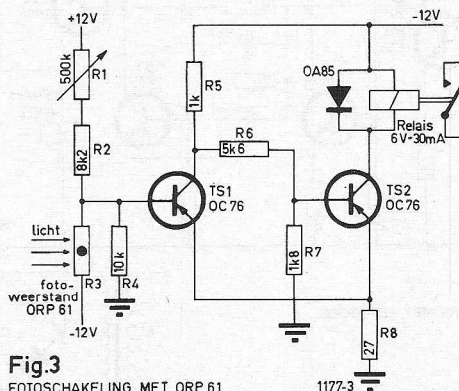 +12V
-12V
500k
R1
R5
1k
OA85
Relais
6V-30mA
R2
8k2
R6
5k6
TS1
OC76
TS2
OC76
licht
R3
R4
10k
R7
1k8
foto-
weerstand
ORP 61
-12V
R8
27
Fig.3
FOTOSCHAKELING MET ORP 61
1177-3